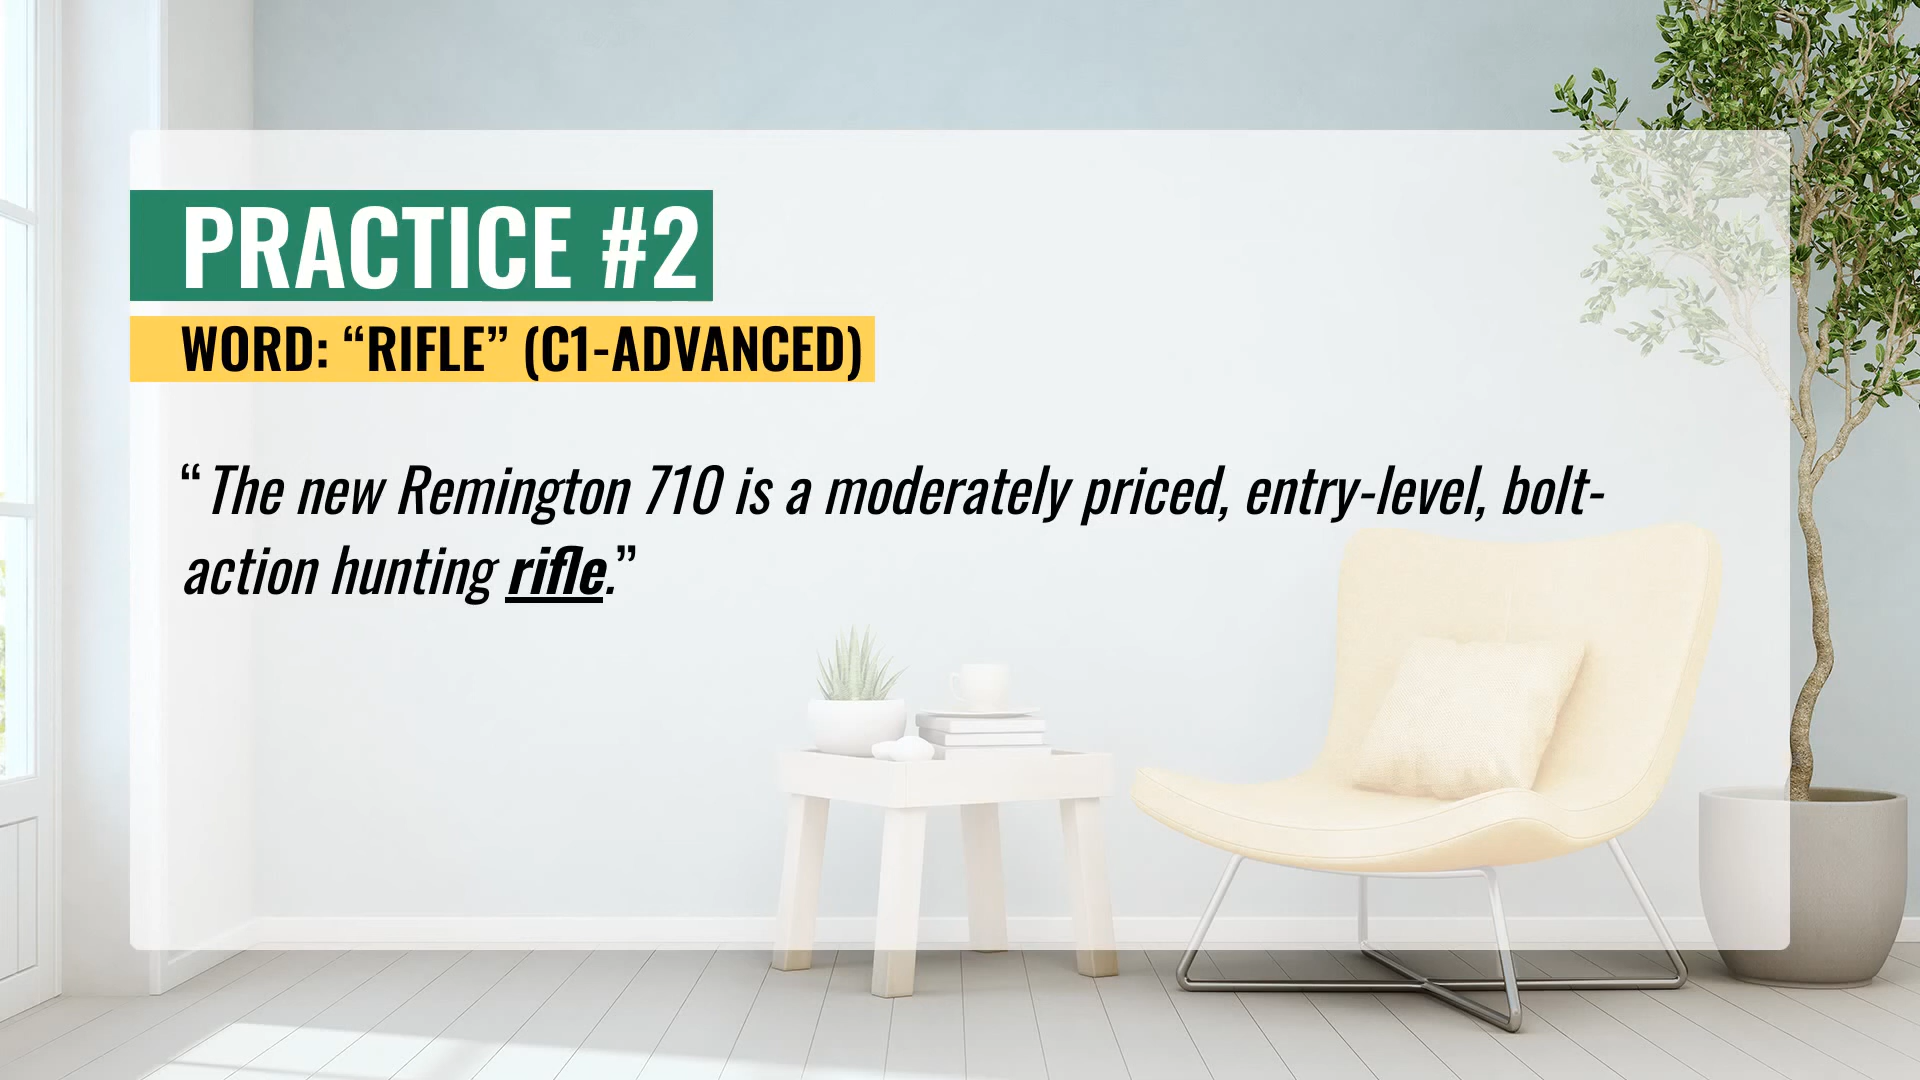 PRACTICE #2
WORD: “RIFLE” (C1-ADVANCED)
“The new Remington 710 is a moderately priced, entry-level, bolt-
action hunting rifle.”